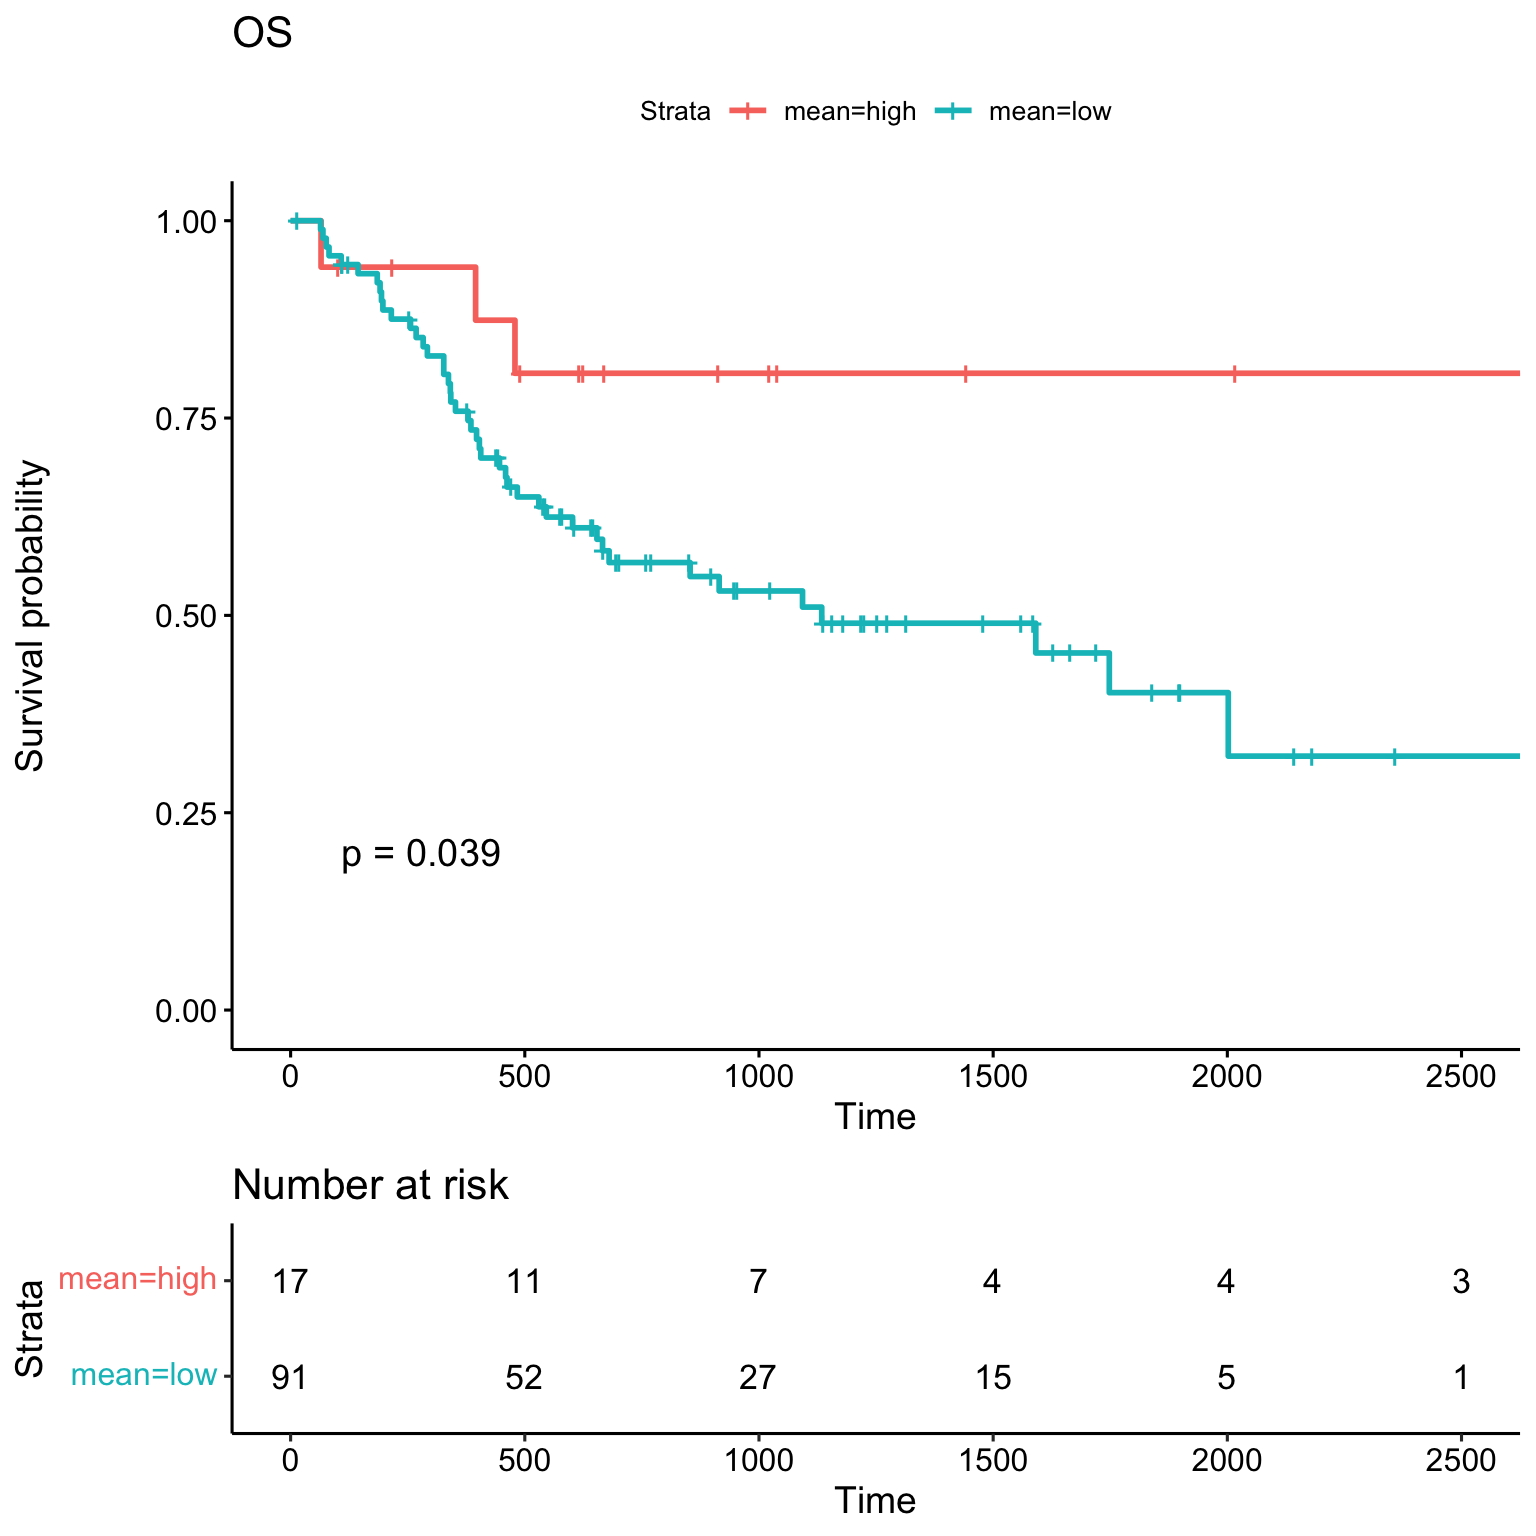 OS
Strata mean=high mean=low
1.00
0.75
0.50
0.25
0.00
Survival probability
p = 0.039
0 500 1000 1500 2000 2500
Time
Number at risk
Strata
mean=high 17 11 7 4 4 3
mean=low 91 52 27 15 5 1
0 500 1000 1500 2000 2500
Time